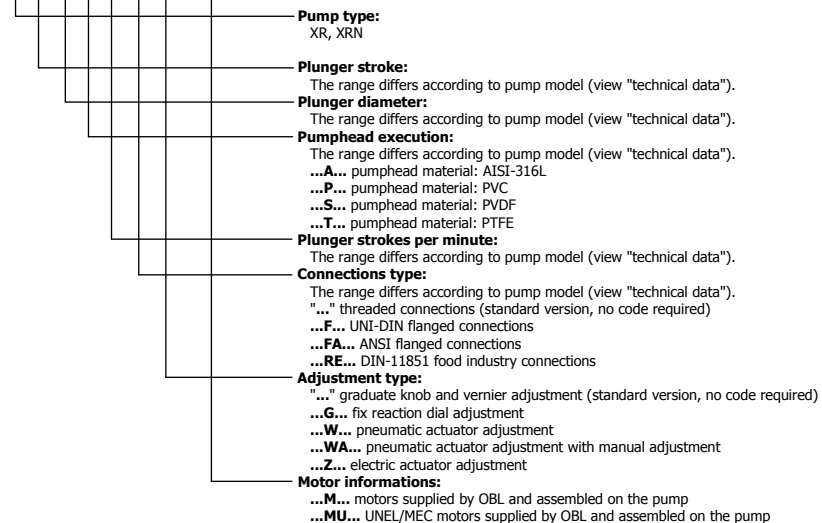 Pump type:
XR, XRN
Plunger stroke:
The range differs according to pump model (view "technical data").
Plunger diameter:
The range differs according to pump model (view "technical data").
Pumphead execution:
The range differs according to pump model (view "technical data").
...A... pumphead material: AISI-316L
...P... pumphead material: PVC
...S... pumphead material: PVDF
...T... pumphead material: PTFE
Plunger strokes per minute:
The range differs according to pump model (view "technical data").
Connections type:
The range differs according to pump model (view "technical data").
"..." threaded connections (standard version, no code required)
...F... UNI-DIN flanged connections
...FA... ANSI flanged connections
...RE... DIN-11851 food industry connections
Adjustment type:
"..." graduate knob and vernier adjustment (standard version, no code required)
...G... fix reaction dial adjustment
...W... pneumatic actuator adjustment
...WA... pneumatic actuator adjustment with manual adjustment
...Z... electric actuator adjustment
Motor informations:
...M... motors supplied by OBL and assembled on the pump
...MU... UNEL/MEC motors supplied by OBL and assembled on the pump